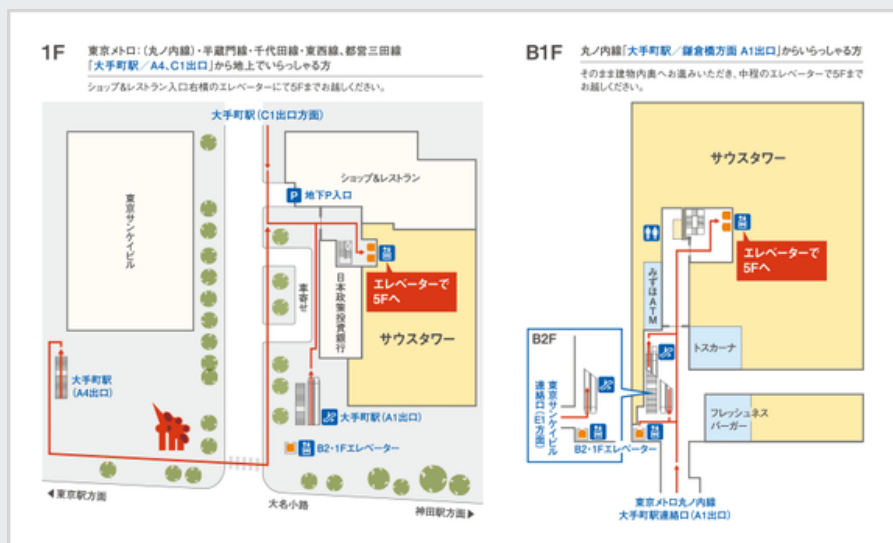 1F
東京メトロ：（丸ノ内線）・半蔵門線・千代田線・東西線、都営三田線
「大手町駅／A4、C1出口」から地上でいらっしゃる方
ショップ&レストラン入口右横のエレベーターにて5Fまでお越しください。
大手町駅（C1出口方面）
東京サンケイビル
P 地下P入口
ショップ&レストラン
エレベーターで
5Fへ
車寄せ
日本政策投資銀行
サウスタワー
大手町駅
（A4出口）
大手町駅（A1出口）
B2・1Fエレベーター
◀東京駅方面
大名小路
神田駅方面▶
B1F
丸ノ内線「大手町駅／鎌倉橋方面 A1出口」からいらっしゃる方
そのまま建物内奥へお進みいただき、中程のエレベーターで5Fまで
お越しください。
サウスタワー
エレベーターで
5Fへ
みずほATM
トスカーナ
B2F
東京サンケイビル
連絡口（E1方面）
フレッシュネス
バーガー
B2・1Fエレベーター
東京メトロ丸ノ内線
大手町駅連絡口（A1出口）